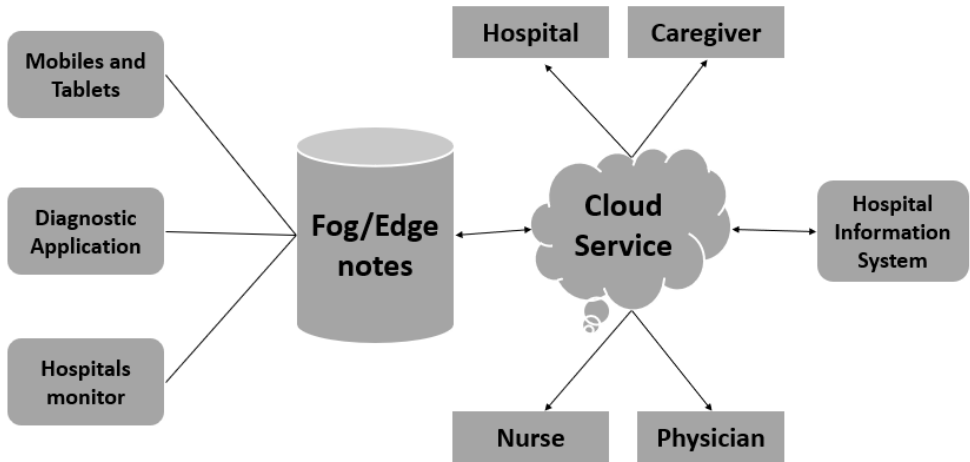 Mobiles and
Tablets
Diagnostic
Application
Hospitals
monitor
Fog/Edge
notes
Hospital
Caregiver
Cloud
Service
Hospital
Information
System
Nurse
Physician